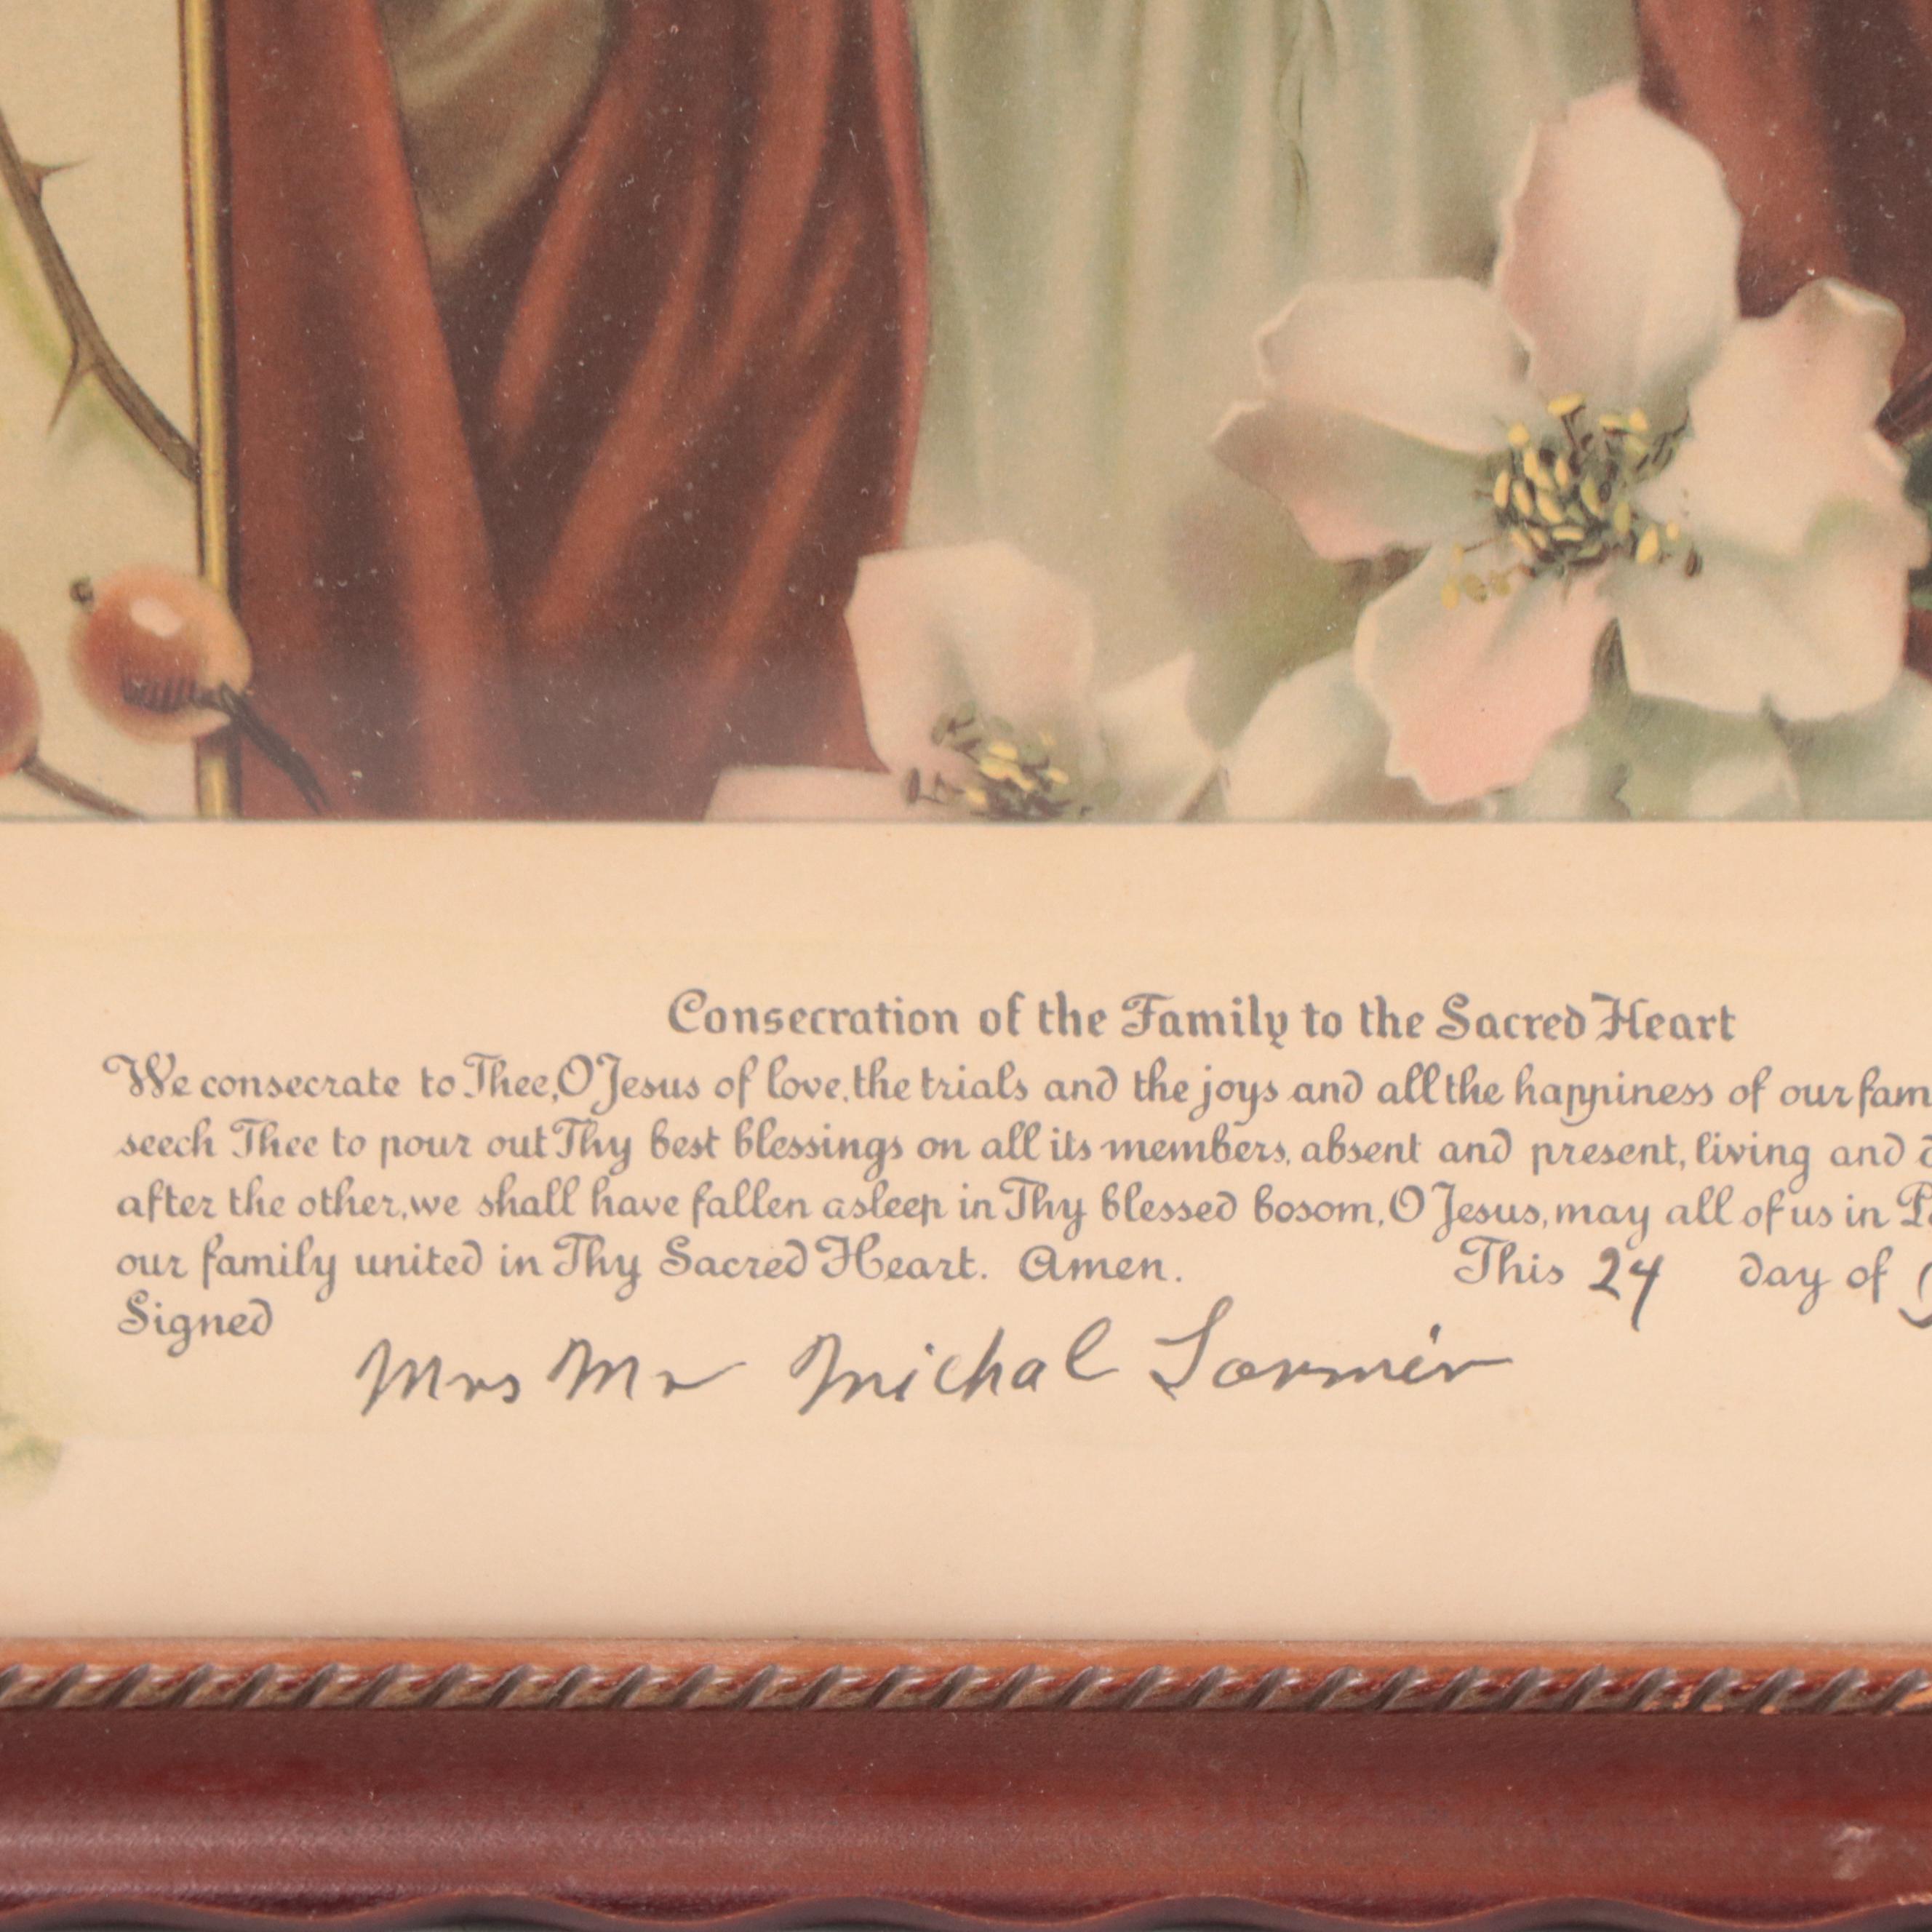 Consecration of the Family to the Sacred Heart
We consecrate to Thee, O Jesus of love, the trials and the joys and all the happiness of our fam
seech Thee to pour out Thy best blessings on all its members, absent and present, living and d
after the other, we shall have fallen asleep in Thy blessed bosom, O Jesus, may all of us in Pa
our family united in Thy Sacred Heart. Amen. This 24 day of
Signed
Mrs Mr Michal